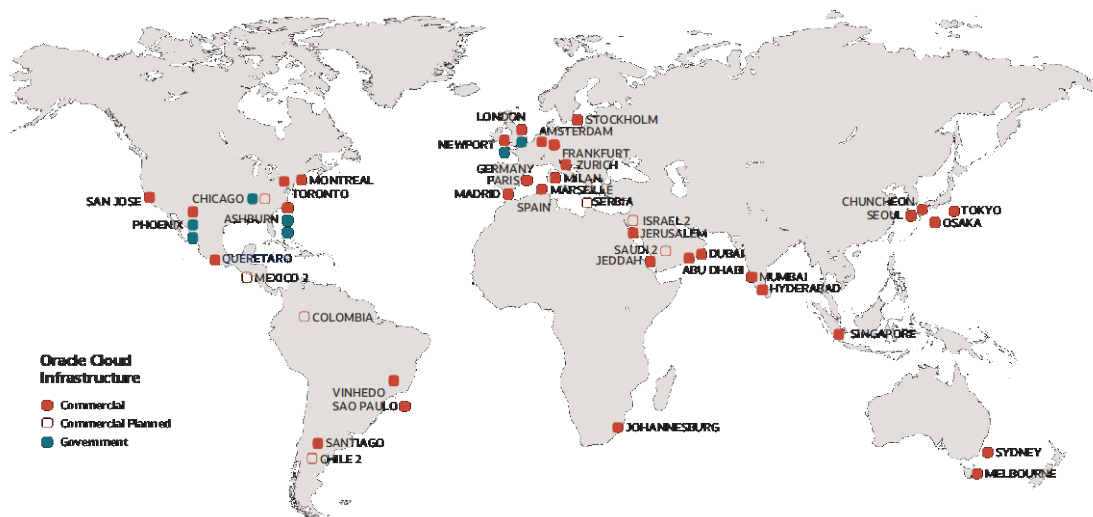 LONDON
STOCKHOLM
AMSTERDAM
NEWPORT
FRANKFURT
GERMANY
ZURICH
PARIS
MILAN
MADRID
MARSEILLE
SPAIN
SERBIA
MONTREAL
TORONTO
SAN JOSE
CHICAGO
PHOENIX
ASHBURN
CHUNCHEON
SEOUL
TOKYO
OSAKA
ISRAEL 2
JERUSALEM
SAUDI 2
JEDDAH
DUBAI
ABU DHABI
MUMBAI
HYDERABAD
QUERETARO
MEXICO 2
COLOMBIA
SINGAPORE
Oracle Cloud
Infrastructure
Commercial
Commercial Planned
Government
VINHEDO
SAO PAULO
SANTIAGO
CHILE 2
JOHANNESBURG
SYDNEY
MELBOURNE